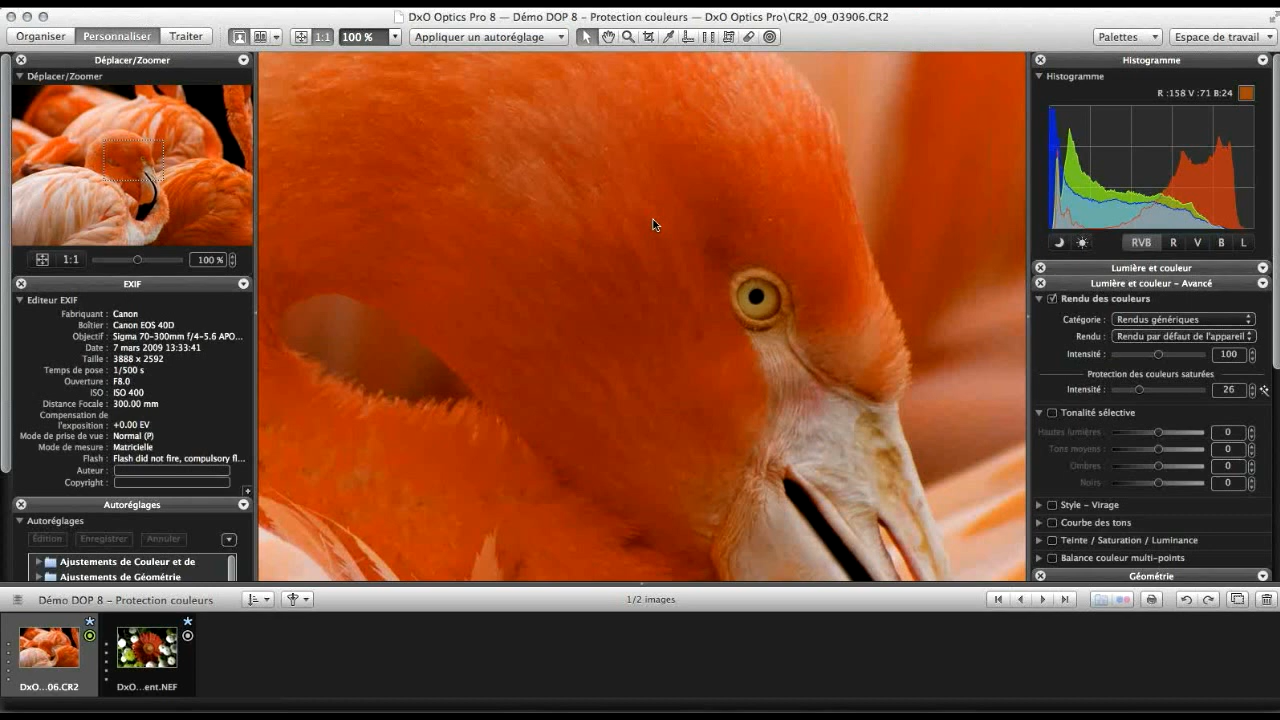 DxO Optics Pro 8 — Démo DOP 8 – Protection couleurs — DxO Optics Pro\CR2_09_03906.CR2
Organiser Personnaliser Traiter 1:1 100 % Appliquer un autoréglage Palettes Espace de travail
Déplacer/Zoomer
Déplacer/Zoomer
1:1 100 %
EXIF
Editeur EXIF
Fabriquant : Canon
Boîtier : Canon EOS 40D
Objectif : Sigma 70-300mm f/4-5.6 APO...
Date : 7 mars 2009 13:33:41
Taille : 3888 x 2592
Temps de pose : 1/500 s
Ouverture : F8.0
ISO : ISO 400
Distance Focale : 300.00 mm
Compensation de
l'exposition : +0.00 EV
Mode de prise de vue : Normal (P)
Mode de mesure : Matricielle
Flash : Flash did not fire, compulsory fl...
Auteur :
Copyright :
Autoréglages
Autoréglages
Édition Enregistrer Annuler
Ajustements de Couleur et de
Ajustements de Géométrie
Histogramme
Histogramme
R :158 V :71 B:24
RVB R V B L
Lumière et couleur
Lumière et couleur – Avancé
Rendu des couleurs
Catégorie : Rendus génériques
Rendu : Rendu par défaut de l'appareil
Intensité : 100
Protection des couleurs saturées
Intensité : 26
Tonalité sélective
Hautes lumières : 0
Tons moyens : 0
Ombres : 0
Noirs : 0
Style – Virage
Courbe des tons
Teinte / Saturation / Luminance
Balance couleur multi-points
Géométrie
Démo DOP 8 – Protection couleurs 1/2 images
DxO...06.CR2 DxO...ent.NEF